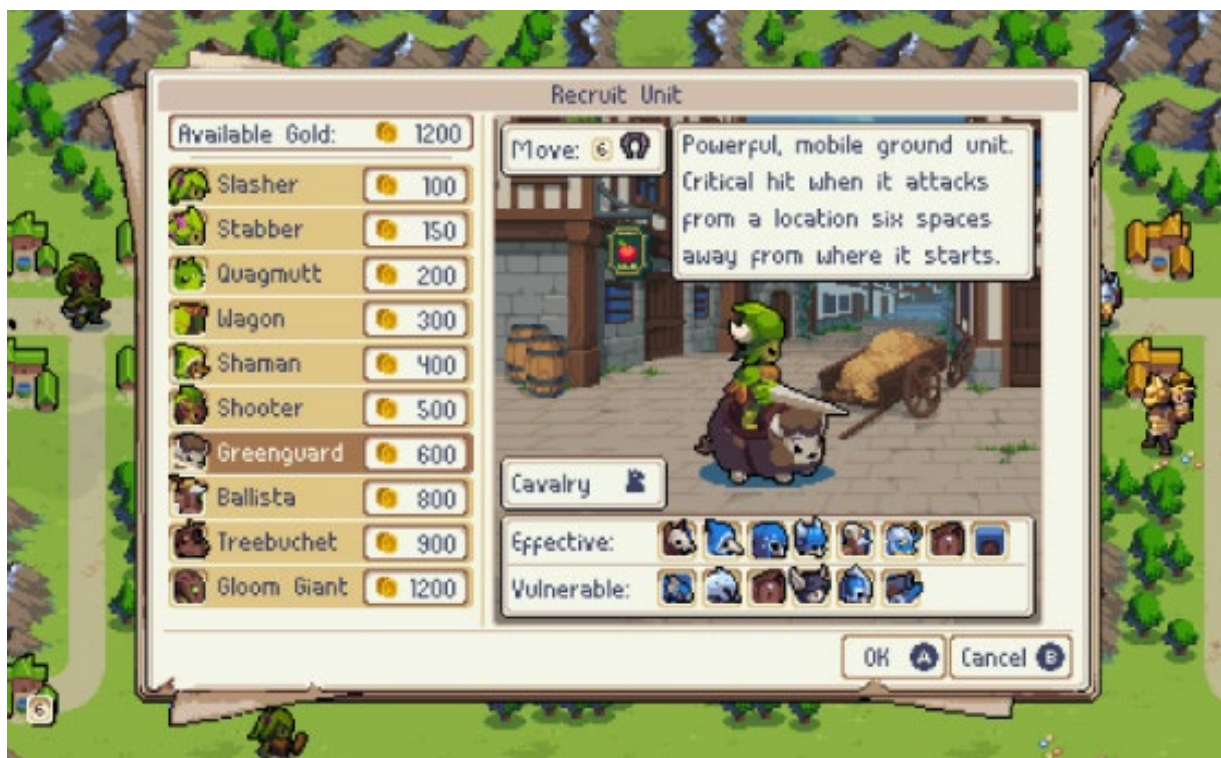 Recruit Unit
Available Gold: 1200
Slasher 100
Stabber 150
Quagmutt 200
Wagon 300
Shaman 400
Shooter 500
Greenguard 600
Ballista 800
Treebuchet 900
Gloom Giant 1200
Move: 6
Powerful, mobile ground unit.
Critical hit when it attacks
from a location six spaces
away from where it starts.
Cavalry
Effective:
Vulnerable:
OK A Cancel B
6